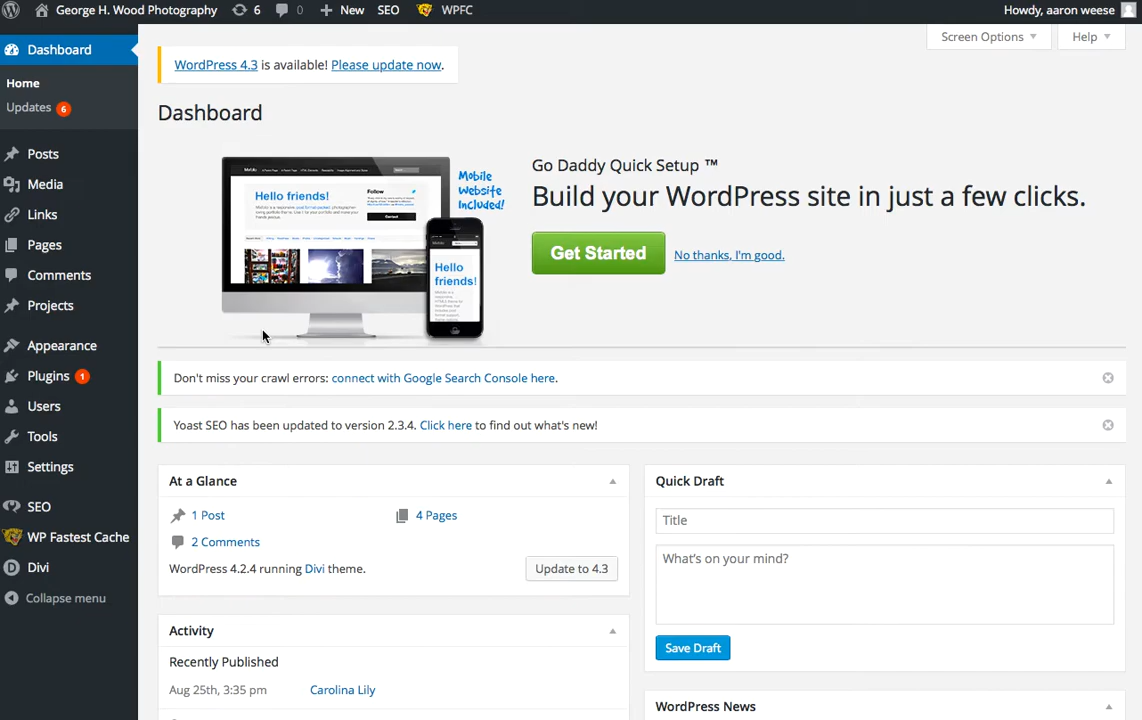 George H. Wood Photography 6 0 New SEO WPFC Howdy, aaron weese
Screen Options Help
Dashboard
Home
Updates 6
Posts
Media
Links
Pages
Comments
Projects
Appearance
Plugins 1
Users
Tools
Settings
SEO
WP Fastest Cache
Divi
Collapse menu
WordPress 4.3 is available! Please update now.
Dashboard
Hello friends!
Follow
Mobile
Website
Included!
Hello
friends!
Go Daddy Quick Setup ™
Build your WordPress site in just a few clicks.
Get Started No thanks, I'm good.
Don't miss your crawl errors: connect with Google Search Console here.
Yoast SEO has been updated to version 2.3.4. Click here to find out what's new!
At a Glance
1 Post 4 Pages
2 Comments
WordPress 4.2.4 running Divi theme. Update to 4.3
Activity
Recently Published
Aug 25th, 3:35 pm Carolina Lily
Quick Draft
Title
What's on your mind?
Save Draft
WordPress News